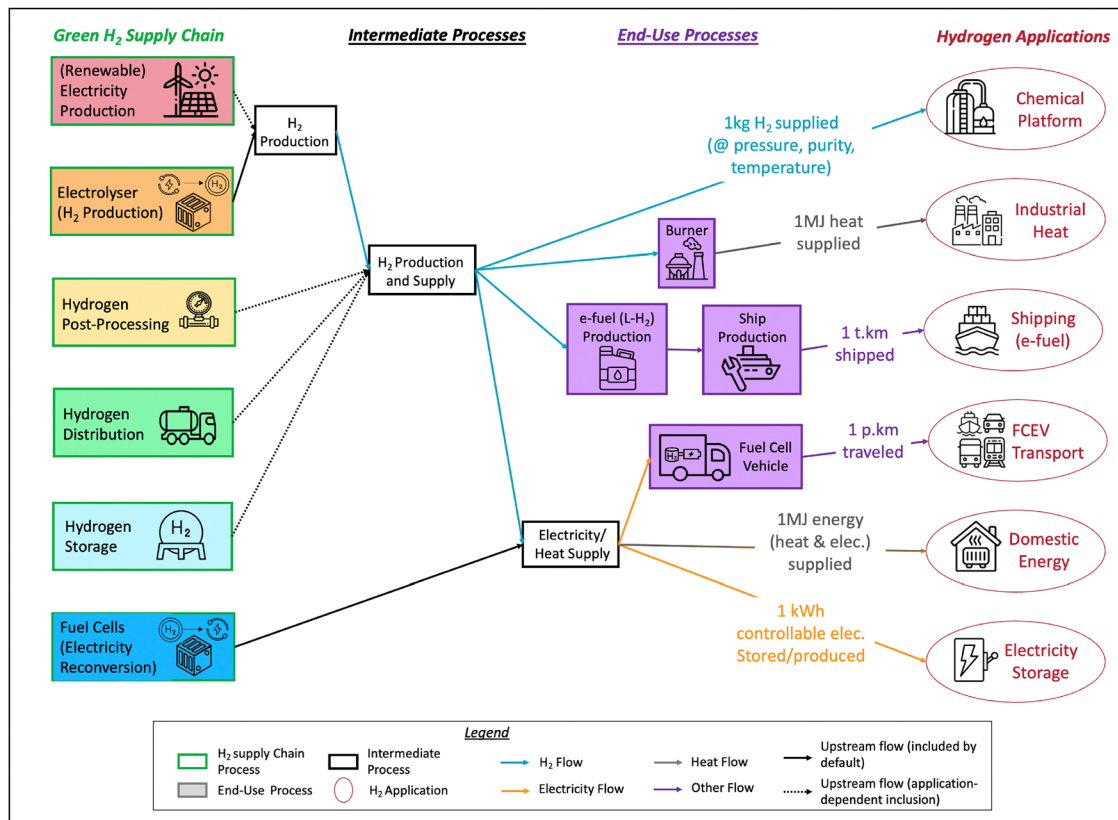 Green H₂ Supply Chain
Intermediate Processes
End-Use Processes
Hydrogen Applications
(Renewable)
Electricity
Production
Electrolyser
(H₂ Production)
H₂
Hydrogen
Post-Processing
Hydrogen
Distribution
Hydrogen
Storage
H₂
Fuel Cells
(Electricity
Reconversion)
H₂
H₂
Production
H₂ Production
and Supply
Electricity/
Heat Supply
1kg H₂ supplied
(@ pressure, purity,
temperature)
Burner
1MJ heat
supplied
e-fuel (L-H₂)
Production
Ship
Production
1 t.km
shipped
H₂
Fuel Cell
Vehicle
1 p.km
traveled
1MJ energy
(heat & elec.)
supplied
1 kWh
controllable elec.
Stored/produced
Chemical
Platform
Industrial
Heat
Shipping
(e-fuel)
FCEV
Transport
Domestic
Energy
Electricity
Storage
Legend
H₂ supply Chain
Process
End-Use Process
Intermediate
Process
H₂ Application
H₂ Flow
Electricity Flow
Heat Flow
Other Flow
Upstream flow (included by
default)
Upstream flow (application-
dependent inclusion)